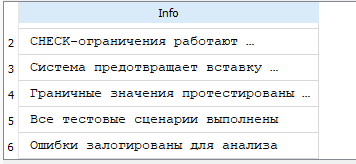 Info
2 CHECK-ограничения работают …
3 Система предотвращает вставку …
4 Граничные значения протестированы …
5 Все тестовые сценарии выполнены
6 Ошибки залогированы для анализа